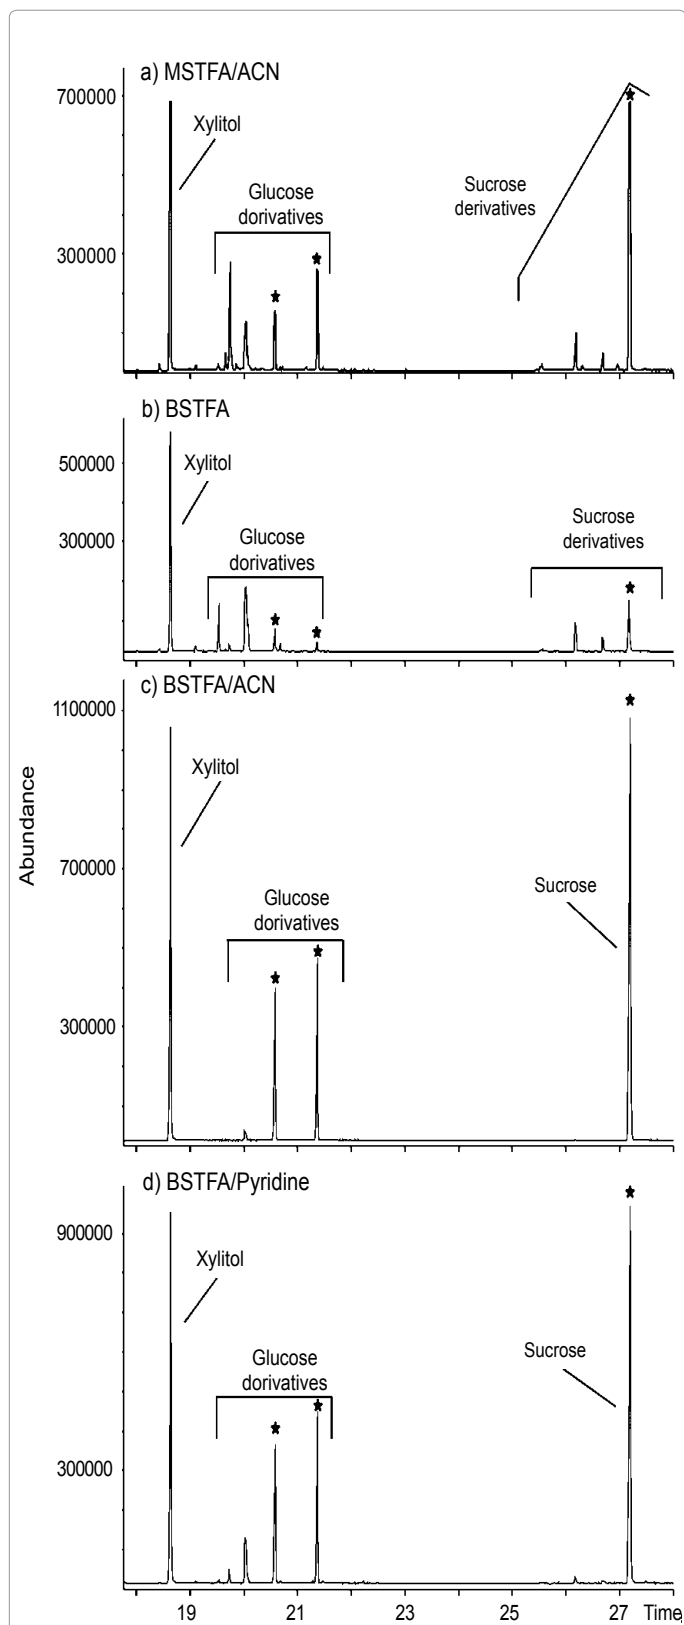 a) MSTFA/ACN
700000
Xylitol
Glucose
dorivatives
Sucrose
derivatives
300000
b) BSTFA
500000
Xylitol
300000
Glucose
dorivatives
Sucrose
derivatives
c) BSTFA/ACN
1100000
Xylitol
Abundance
700000
Glucose
dorivatives
Sucrose
300000
d) BSTFA/Pyridine
900000
Xylitol
Glucose
dorivatives
Sucrose
300000
19 21 23 25 27 Time